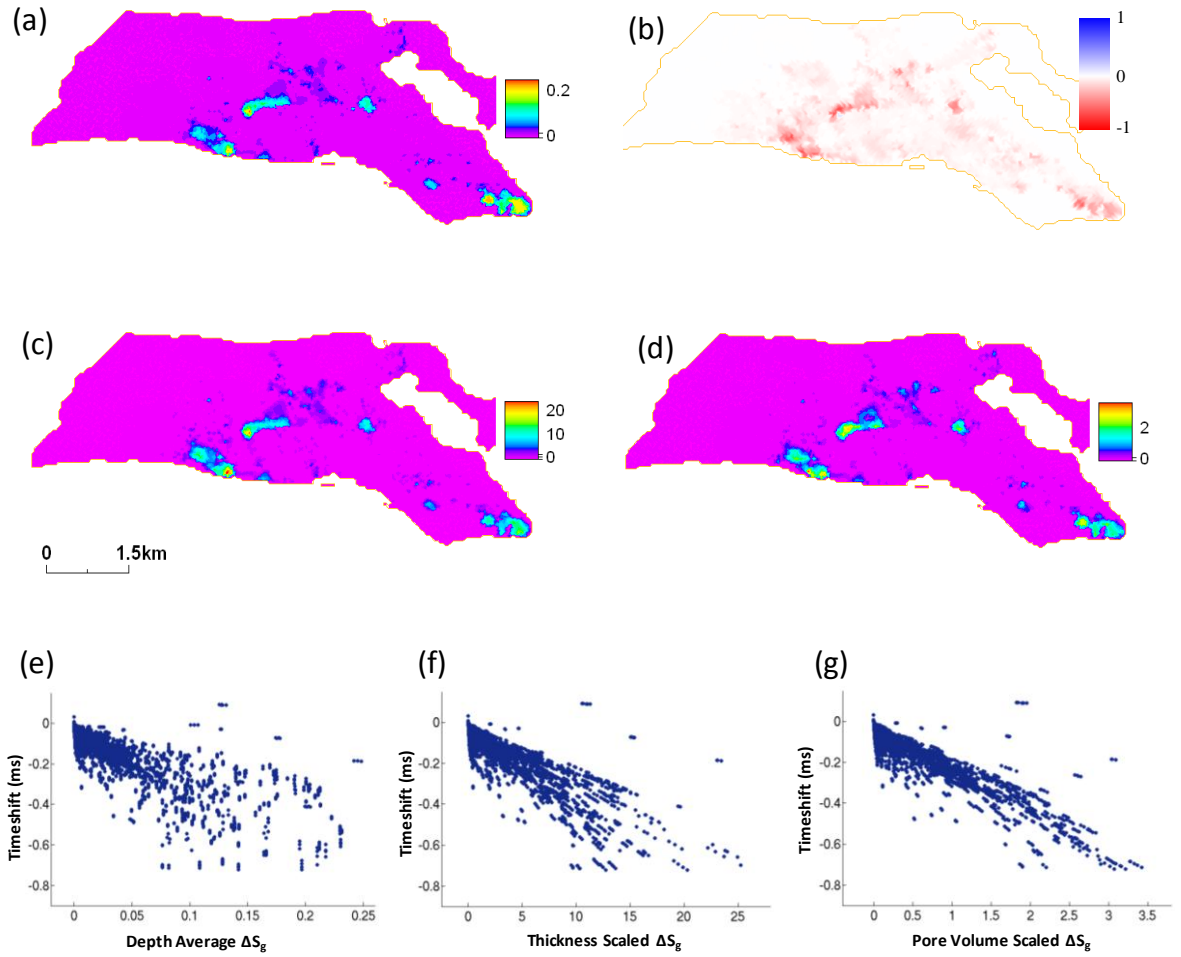 (a)
0.2
0
(b)
1
0
-1
(c)
20
10
0
(d)
2
0
0 1.5km
(e)
Timeshift (ms)
0
-0.2
-0.4
-0.6
-0.8
0 0.05 0.1 0.15 0.2 0.25
Depth Average ΔSg
(f)
Timeshift (ms)
0
-0.2
-0.4
-0.6
-0.8
0 5 10 15 20 25
Thickness Scaled ΔSg
(g)
Timeshift (ms)
0
-0.2
-0.4
-0.6
-0.8
0 0.5 1 1.5 2 2.5 3 3.5
Pore Volume Scaled ΔSg